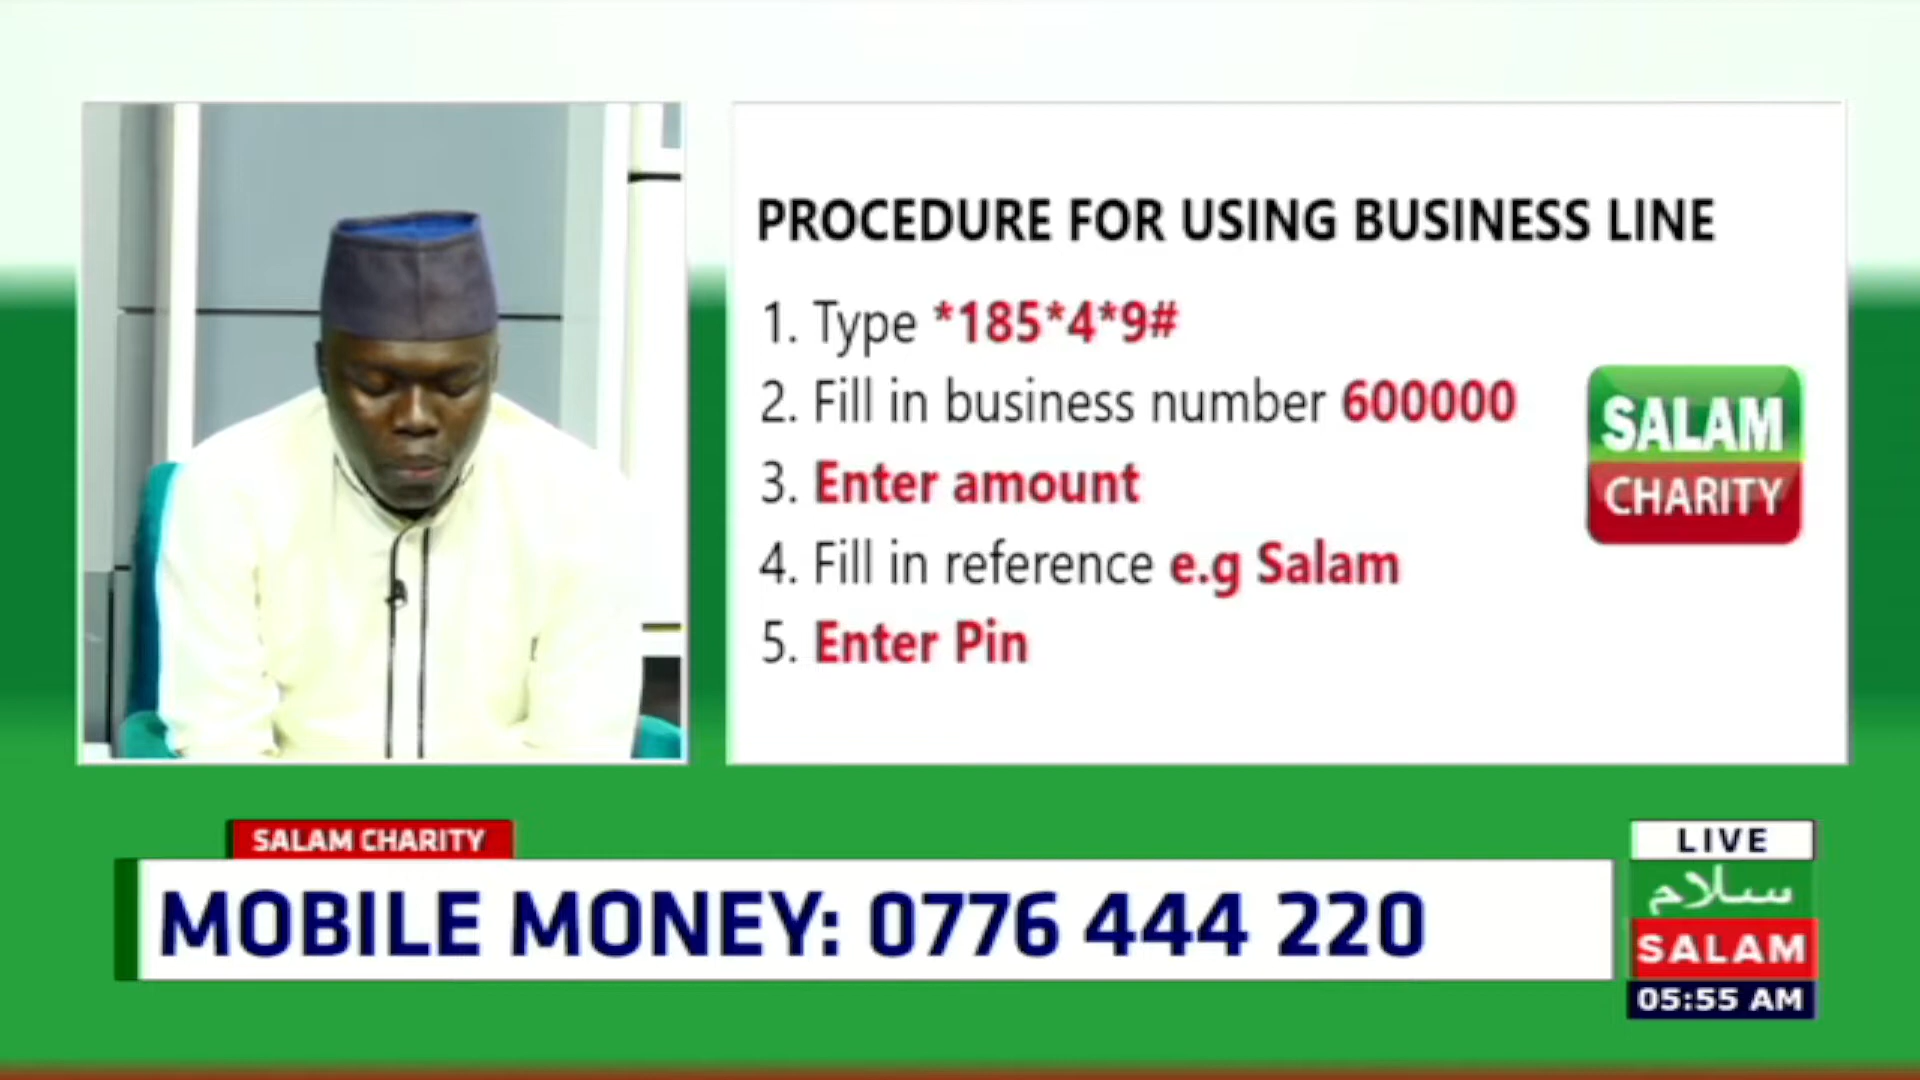 PROCEDURE FOR USING BUSINESS LINE
1. Type *185*4*9#
2. Fill in business number 600000
3. Enter amount
4. Fill in reference e.g Salam
5. Enter Pin
SALAM
CHARITY
SALAM CHARITY
MOBILE MONEY: 0776 444 220
LIVE
سلام
SALAM
05:55 AM